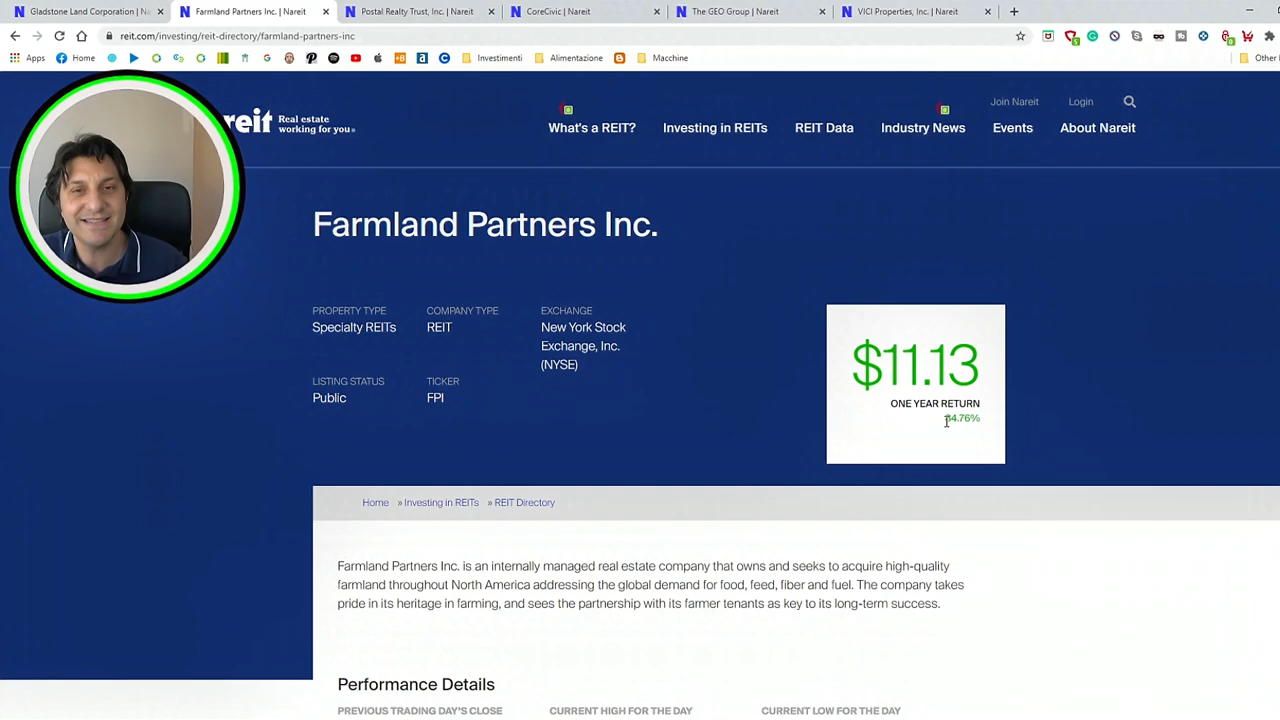 Gladstone Land Corporation | Na
Farmland Partners Inc. | Nareit
Postal Realty Trust, Inc. | Nareit
CoreCivic | Nareit
The GEO Group | Nareit
VICI Properties, Inc. | Nareit
reit.com/investing/reit-directory/farmland-partners-inc
Apps
Home
Investimenti
Alimentazione
Macchine
Other
Join Nareit
Login
reit
Real estate
working for you.
What's a REIT?
Investing in REITs
REIT Data
Industry News
Events
About Nareit
Farmland Partners Inc.
PROPERTY TYPE
Specialty REITs
COMPANY TYPE
REIT
EXCHANGE
New York Stock
Exchange, Inc.
(NYSE)
LISTING STATUS
Public
TICKER
FPI
$11.13
ONE YEAR RETURN
Home » Investing in REITs » REIT Directory
Farmland Partners Inc. is an internally managed real estate company that owns and seeks to acquire high-quality
farmland throughout North America addressing the global demand for food, feed, fiber and fuel. The company takes
pride in its heritage in farming, and sees the partnership with its farmer tenants as key to its long-term success.
Performance Details
PREVIOUS TRADING DAY'S CLOSE
CURRENT HIGH FOR THE DAY
CURRENT LOW FOR THE DAY